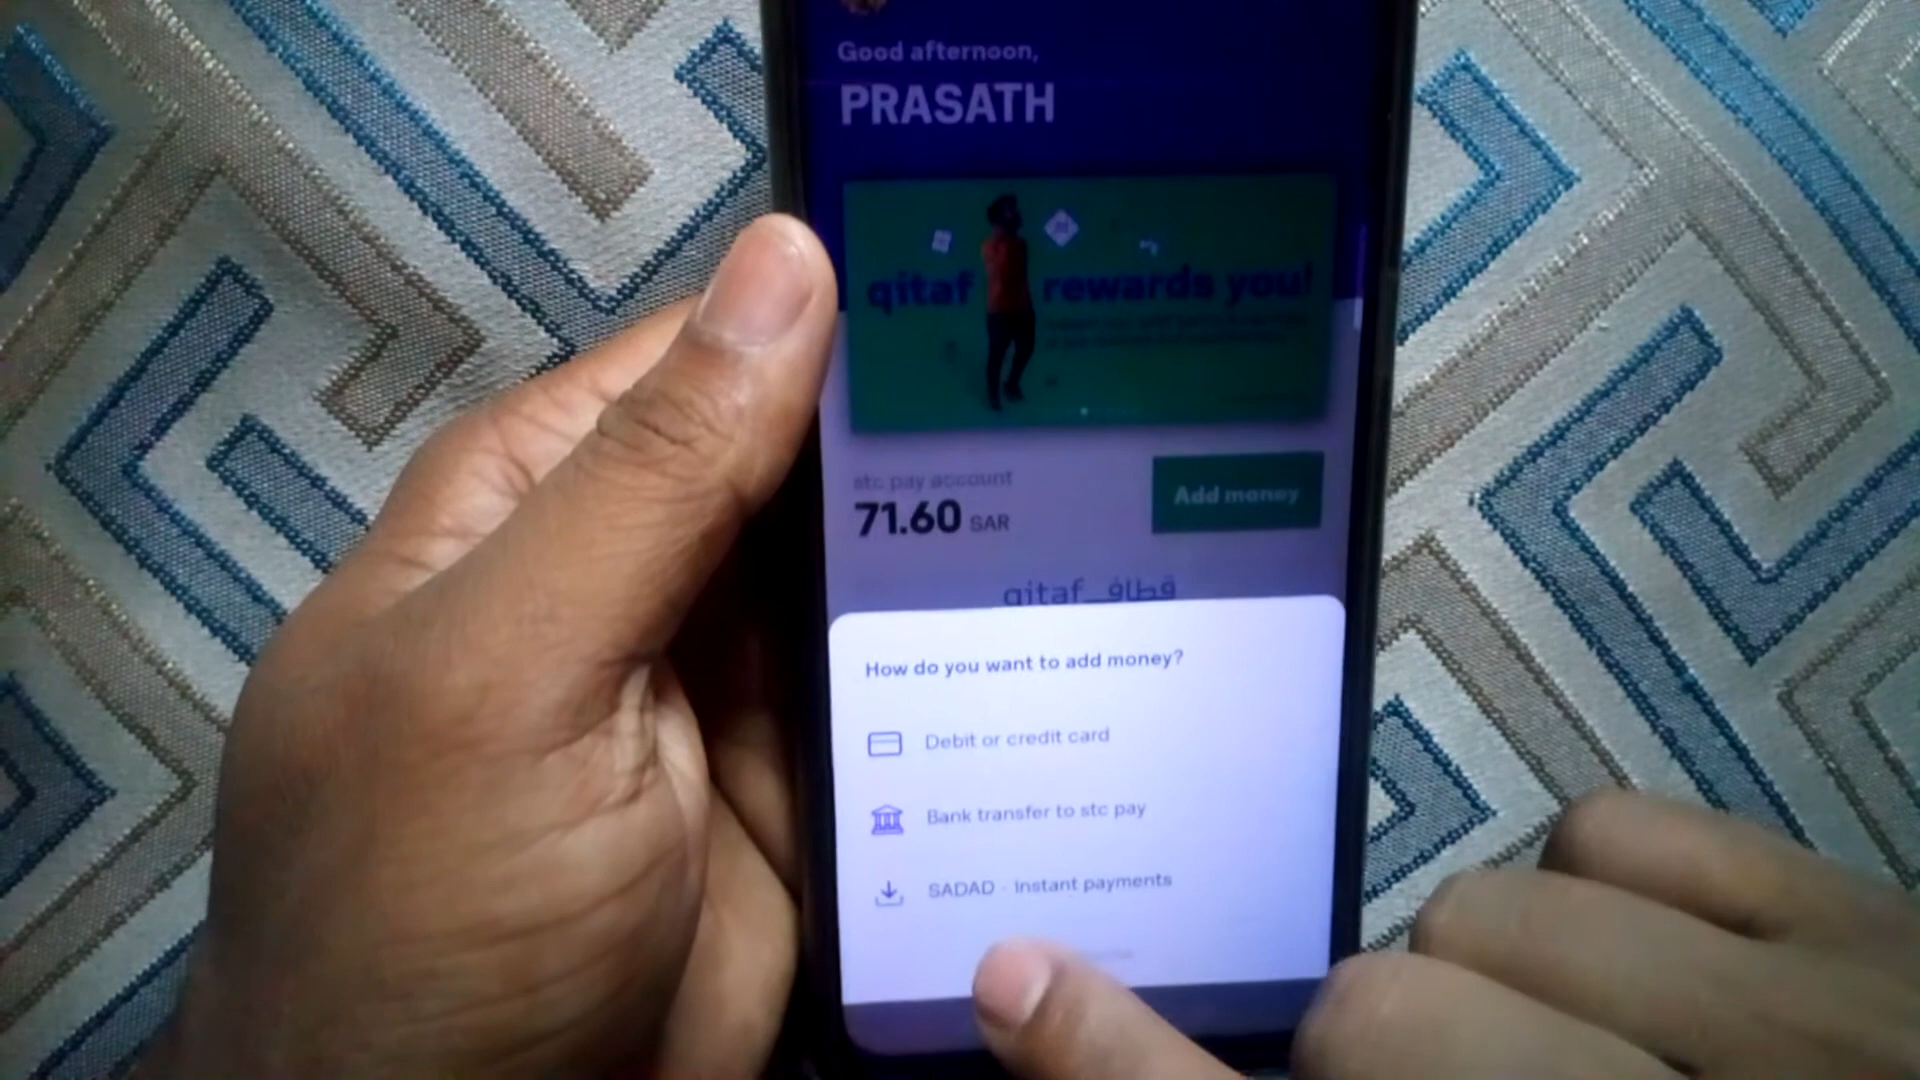 Good afternoon,
PRASATH
qitaf rewards you!
stc pay account
71.60 SAR
Add money
qitaf قطاف
How do you want to add money?
Debit or credit card
Bank transfer to stc pay
SADAD - Instant payments